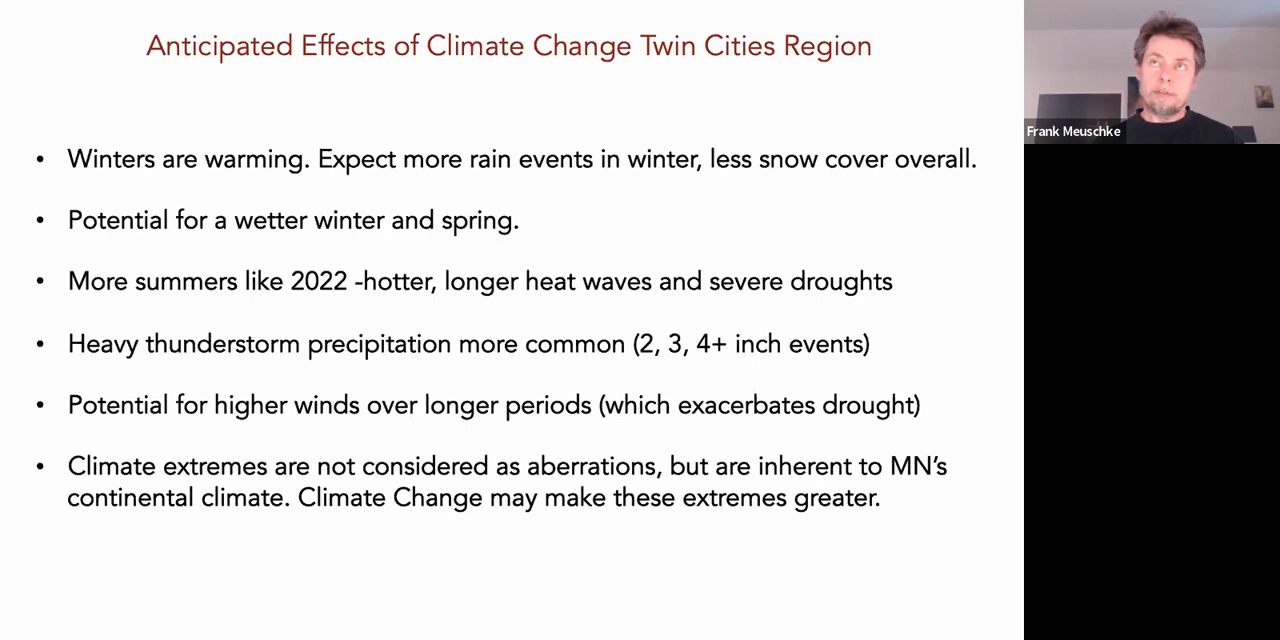 Anticipated Effects of Climate Change Twin Cities Region
Frank Meuschke
• Winters are warming. Expect more rain events in winter, less snow cover overall.
• Potential for a wetter winter and spring.
• More summers like 2022 -hotter, longer heat waves and severe droughts
• Heavy thunderstorm precipitation more common (2, 3, 4+ inch events)
• Potential for higher winds over longer periods (which exacerbates drought)
• Climate extremes are not considered as aberrations, but are inherent to MN’s
continental climate. Climate Change may make these extremes greater.